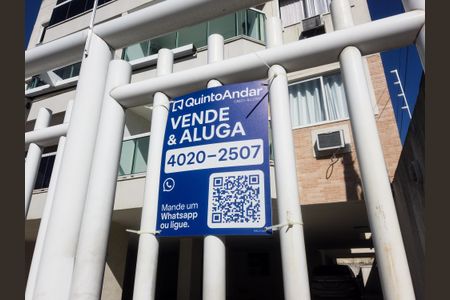 QuintoAndar
VENDE
& ALUGA
4020-2507
Mande um
Whatsapp
ou ligue.